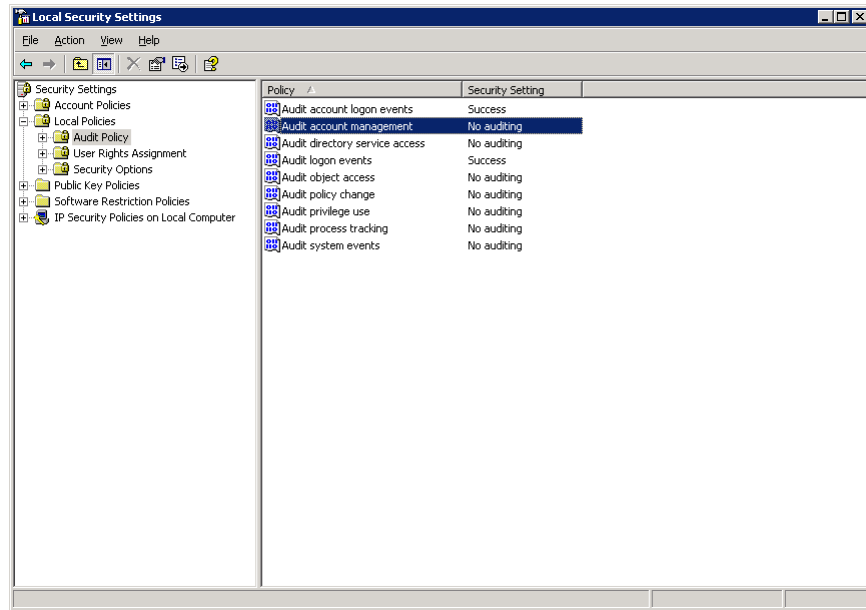 Local Security Settings
File Action View Help
Security Settings
Account Policies
Local Policies
Audit Policy
User Rights Assignment
Security Options
Public Key Policies
Software Restriction Policies
IP Security Policies on Local Computer
Policy Security Setting
Audit account logon events Success
Audit account management No auditing
Audit directory service access No auditing
Audit logon events Success
Audit object access No auditing
Audit policy change No auditing
Audit privilege use No auditing
Audit process tracking No auditing
Audit system events No auditing